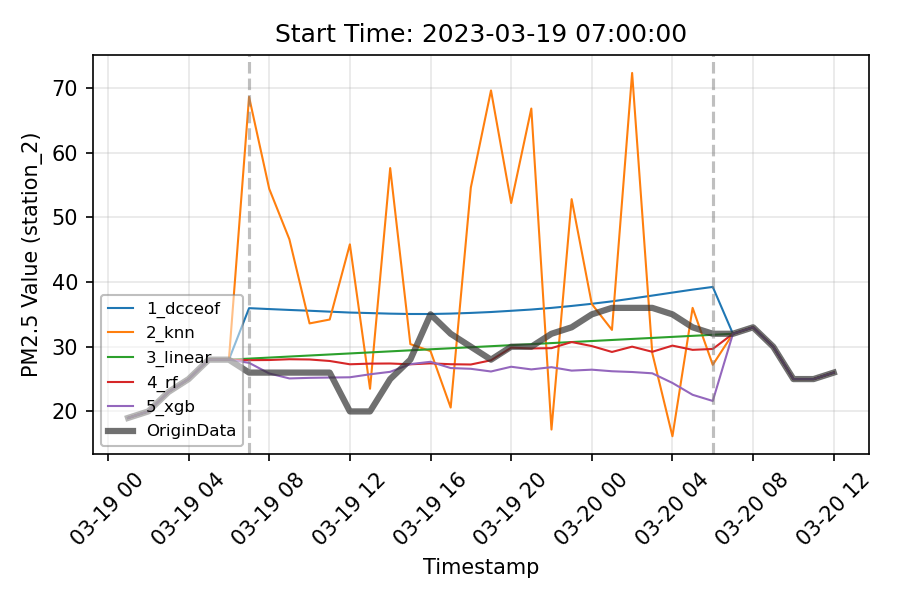 Start Time: 2023-03-19 07:00:00
PM2.5 Value (station_2)
70
60
50
40
30
20
1_dcceof
2_knn
3_linear
4_rf
5_xgb
OriginData
03-19 00
03-19 04
03-19 08
03-19 12
03-19 16
03-19 20
03-20 00
03-20 04
03-20 08
03-20 12
Timestamp